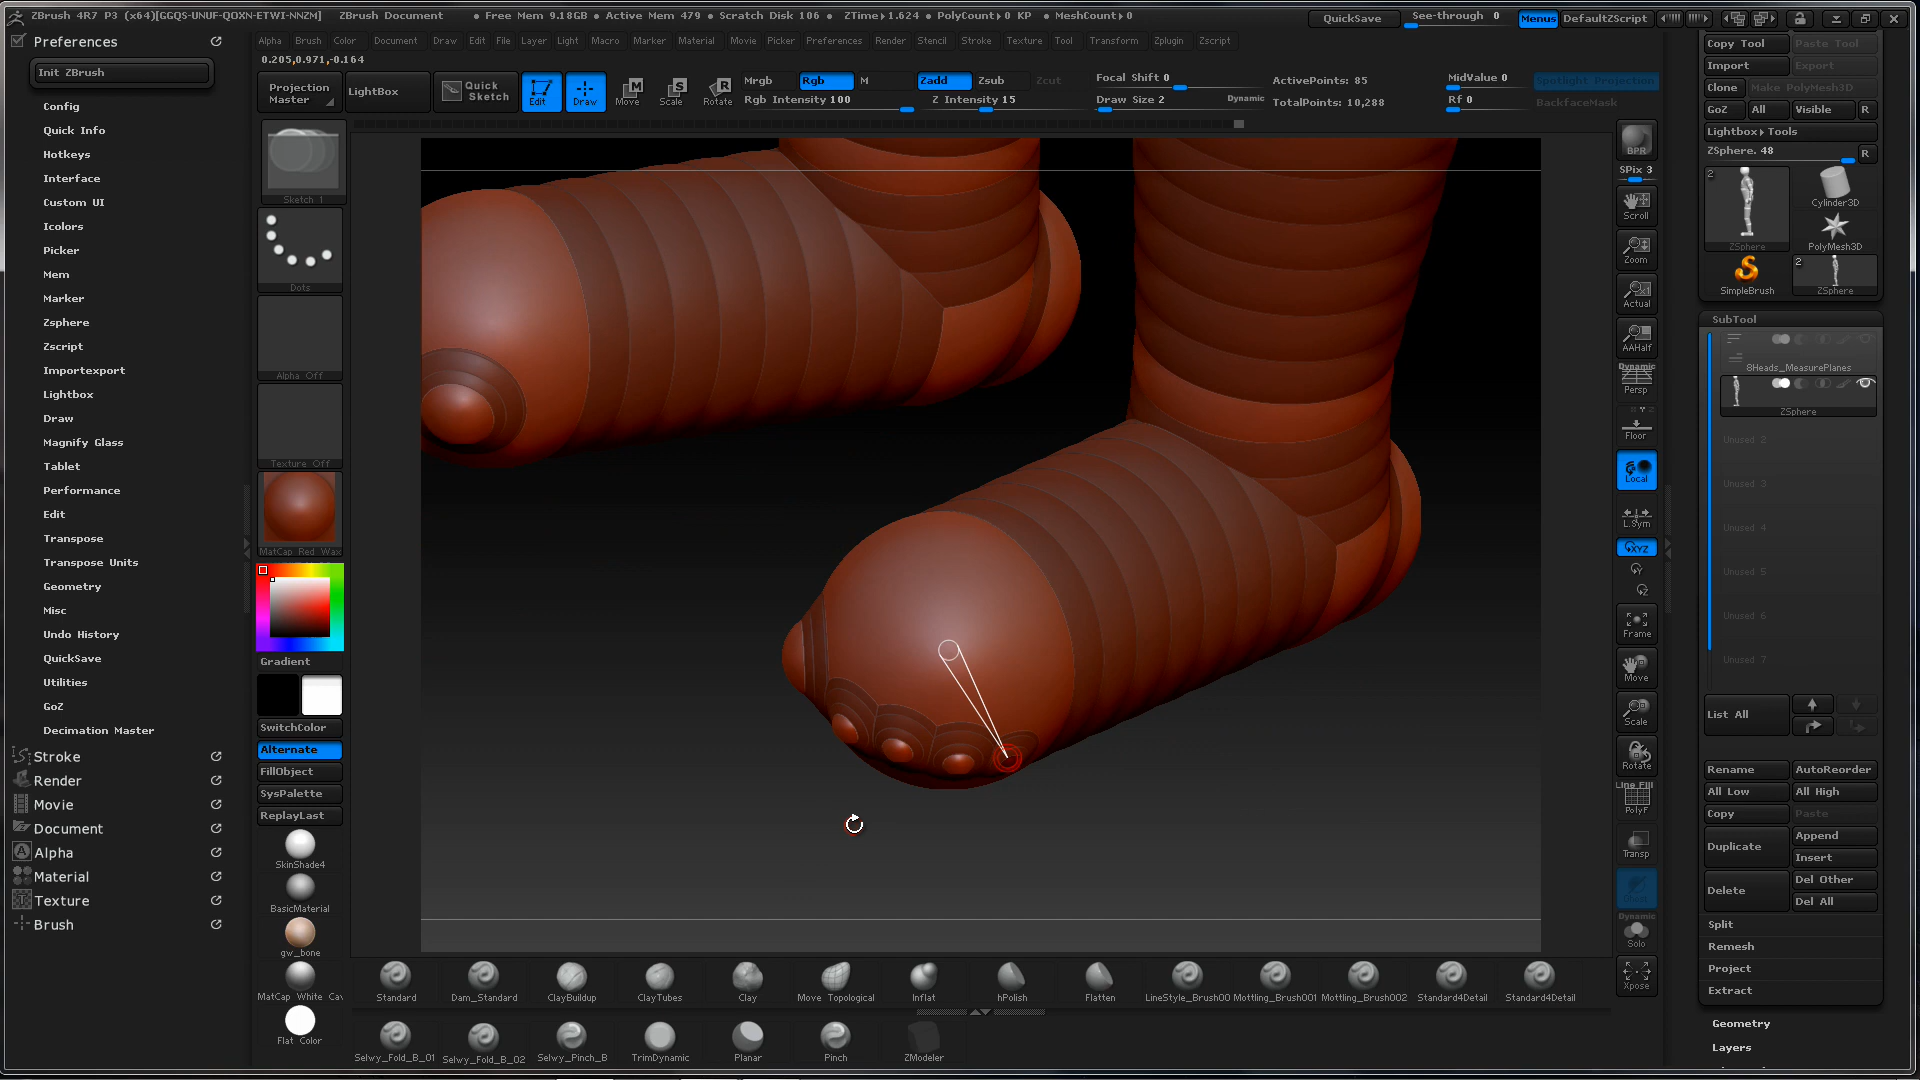 ZBrush 4R7 P3 (x64)[GGQS-UNUF-QOXN-ETWI-NNZM] ZBrush Document • Free Mem 9.18GB • Active Mem 479 • Scratch Disk 106 • ZTime▸1.624 • PolyCount▸0 KP • MeshCount▸0 QuickSave See-through 0 Menus DefaultZScript
Alpha Brush Color Document Draw Edit File Layer Light Macro Marker Material Movie Picker Preferences Render Stencil Stroke Texture Tool Transform Zplugin Zscript
0.205,0.971,-0.164
Preferences
Init ZBrush
Config
Quick Info
Hotkeys
Interface
Custom UI
Icolors
Picker
Mem
Marker
Zsphere
Zscript
Importexport
Lightbox
Draw
Magnify Glass
Tablet
Performance
Edit
Transpose
Transpose Units
Geometry
Misc
Undo History
QuickSave
Utilities
GoZ
Decimation Master
Stroke
Render
Movie
Document
Alpha
Material
Texture
Brush
Projection
Master
LightBox
Quick
Sketch
Edit
Draw
Move
Scale
Rotate
Mrgb Rgb M Zadd Zsub Zcut
Rgb Intensity 100 Z Intensity 15
Focal Shift 0
Draw Size 2 Dynamic
ActivePoints: 85
TotalPoints: 10,288
MidValue 0
Rf 0
Spotlight Projection
BackfaceMask
Sketch 1
Dots
Alpha Off
Texture Off
MatCap Red Wax
Gradient
SwitchColor
Alternate
FillObject
SysPalette
ReplayLast
SkinShade4
BasicMaterial
gw_bone
MatCap White Cav
Flat Color
BPR
SPix 3
Scroll
Zoom
Actual
AAHalf
Dynamic
Persp
Floor
Local
L.Sym
XYZ
Y
Z
Frame
Move
Scale
Rotate
Line Fill
PolyF
Transp
Ghost
Dynamic
Solo
Xpose
Copy Tool Paste Tool
Import Export
Clone Make PolyMesh3D
GoZ All Visible R
Lightbox▸Tools
ZSphere. 48 R
2
ZSphere
Cylinder3D
PolyMesh3D
SimpleBrush
2
ZSphere
SubTool
8Heads_MeasurePlanes
ZSphere
Unused 2
Unused 3
Unused 4
Unused 5
Unused 6
Unused 7
List All
Rename AutoReorder
All Low All High
Copy Paste
Duplicate Append
Insert
Delete Del Other
Del All
Split
Remesh
Project
Extract
Geometry
Layers
Standard Dam_Standard ClayBuildup ClayTubes Clay Move Topological Inflat hPolish Flatten LineStyle_Brush00 Mottling_Brush001 Mottling_Brush002 Standard4Detail Standard4Detail
Selwy_Fold_B_01 Selwy_Fold_B_02 Selwy_Pinch_B TrimDynamic Planar Pinch ZModeler